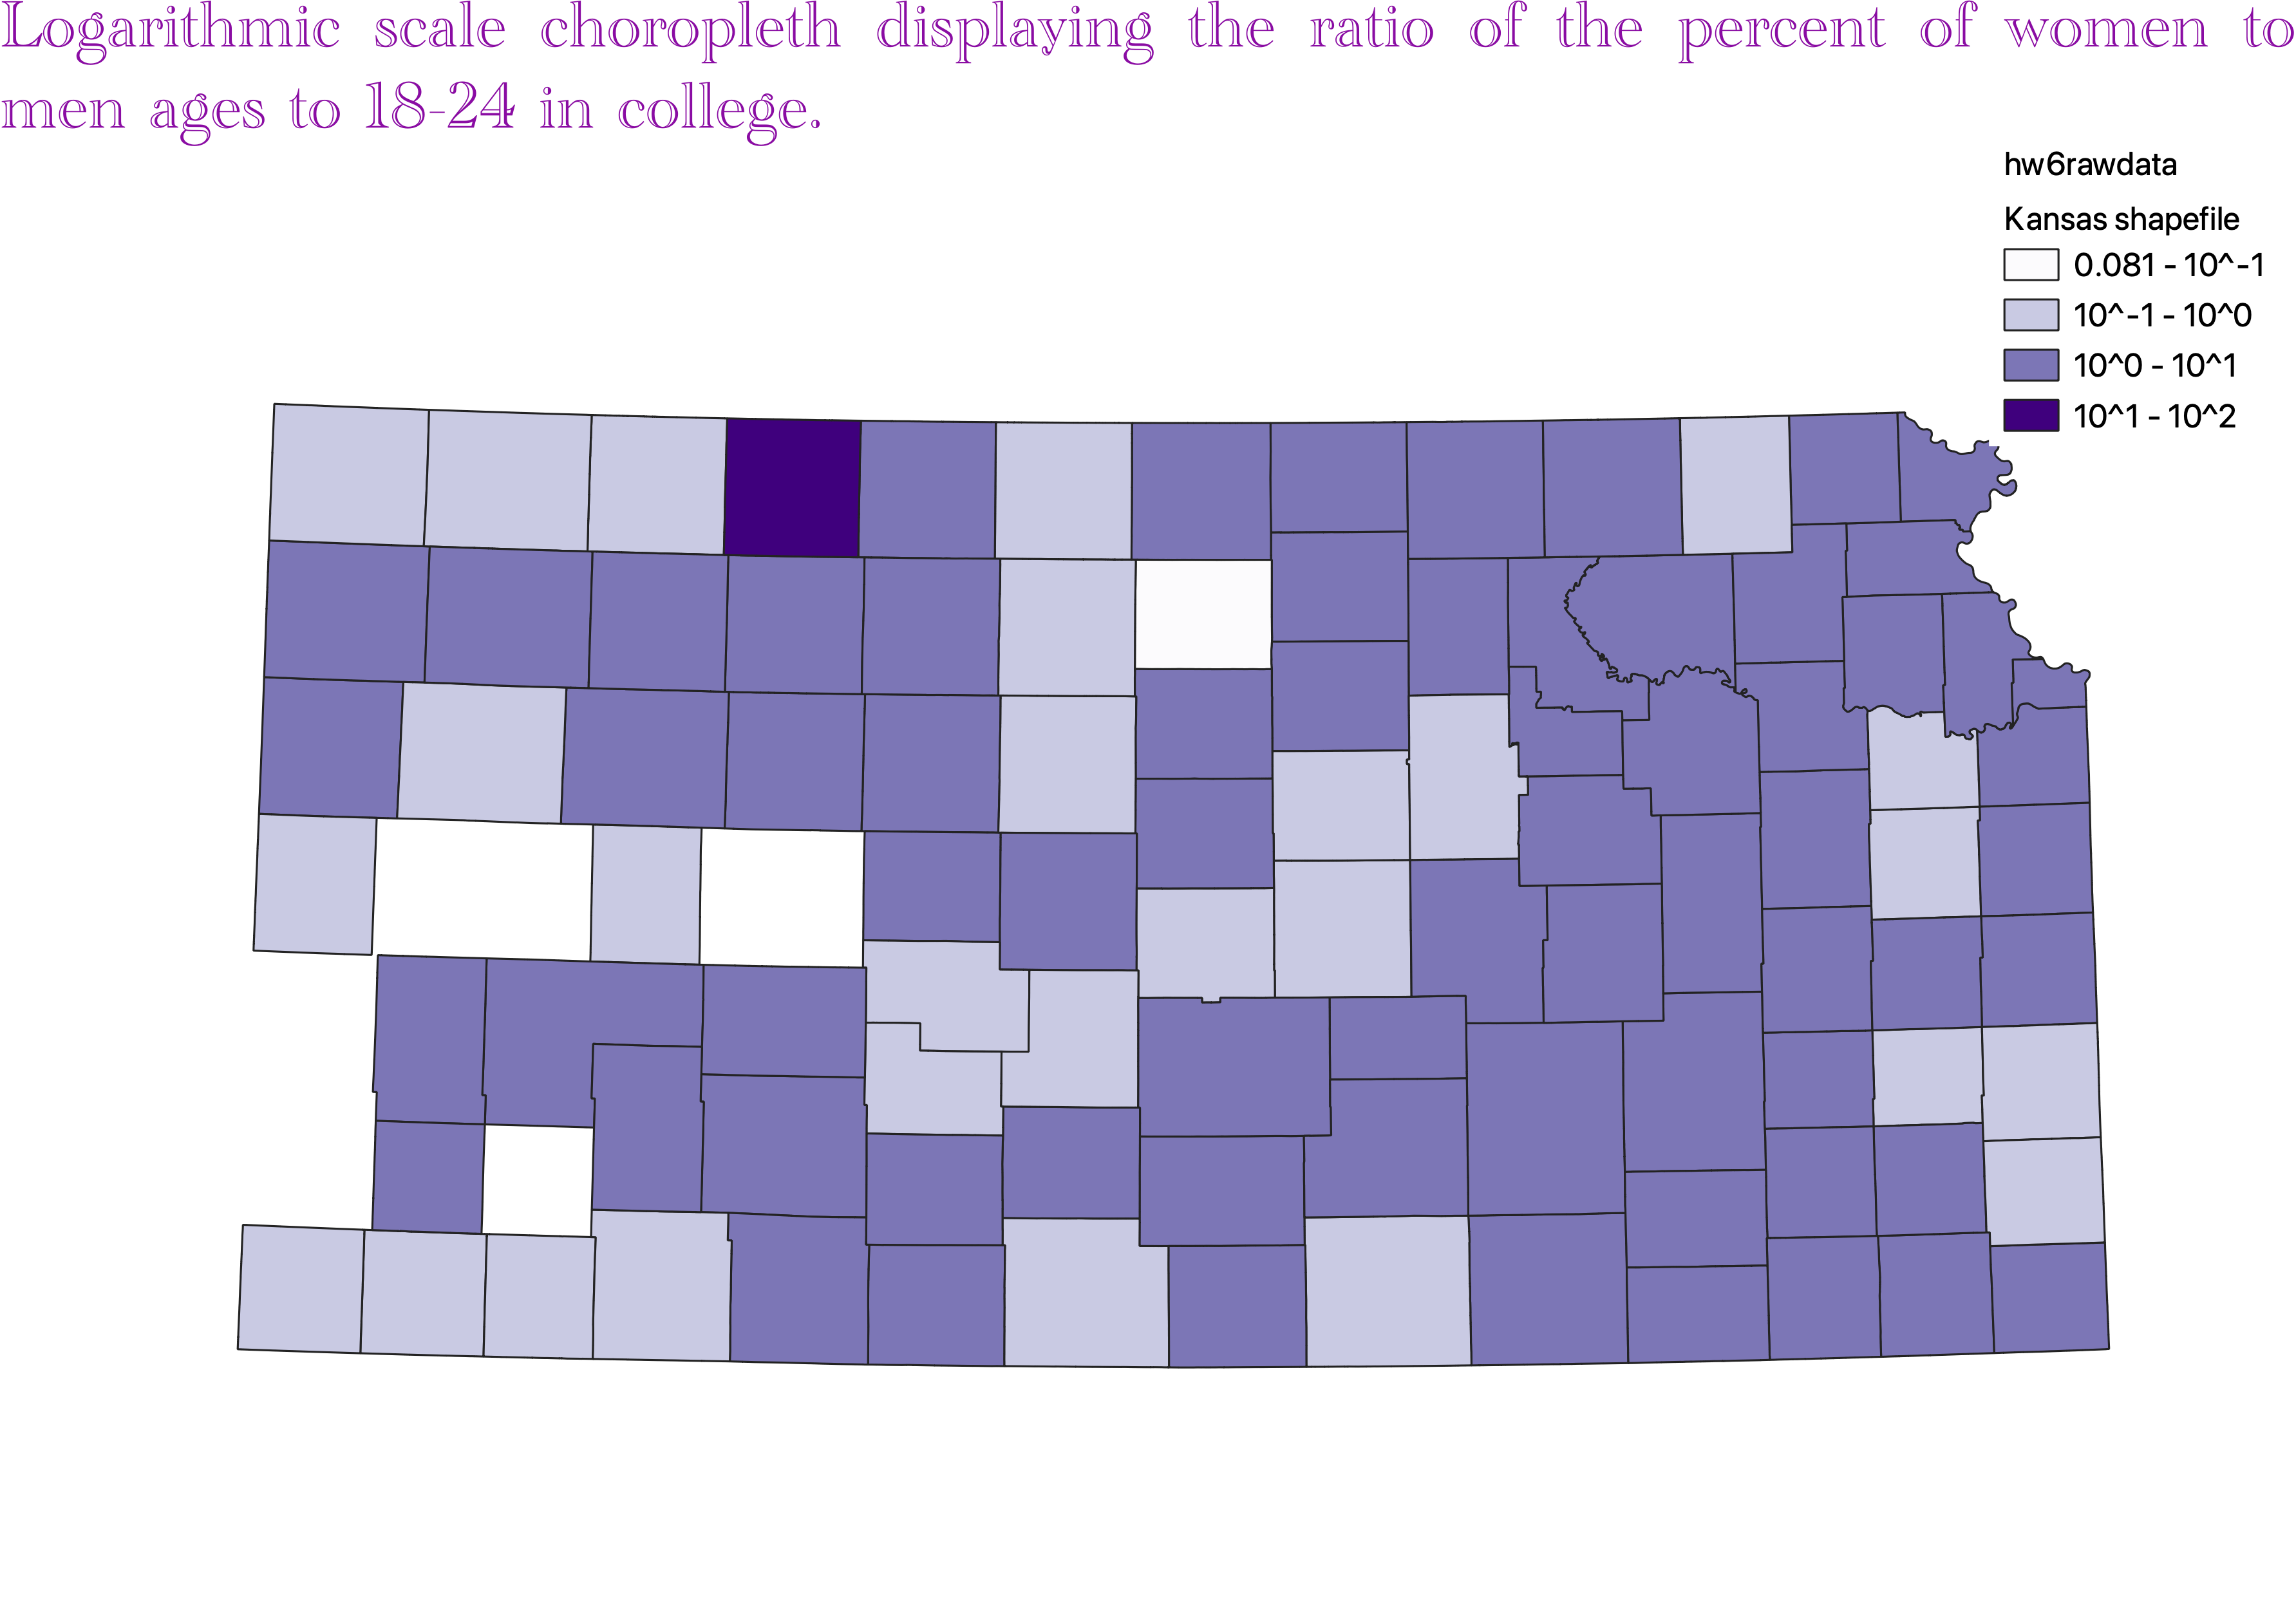 Logarithmic scale choropleth displaying the ratio of the percent of women to
men ages to 18-24 in college.
hw6rawdata
Kansas shapefile
0.081 - 10^-1
10^-1 - 10^0
10^0 - 10^1
10^1 - 10^2